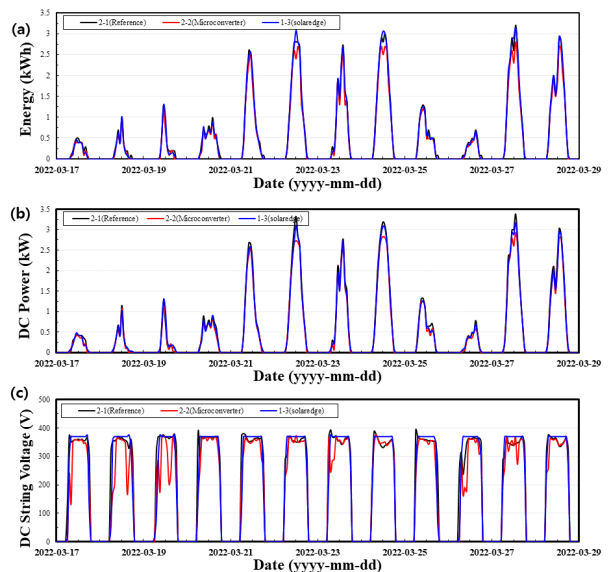 (a)
2-1(Reference) 2-2(Microconverter) 1-3(solaredge)
Energy (kWh)
3.5
3
2.5
2
1.5
1
0.5
0
2022-03-17 2022-03-19 2022-03-21 2022-03-23 2022-03-25 2022-03-27 2022-03-29
Date (yyyy-mm-dd)
(b)
2-1(Reference) 2-2(Microconverter) 1-3(solaredge)
DC Power (kW)
3.5
3
2.5
2
1.5
1
0.5
0
2022-03-17 2022-03-19 2022-03-21 2022-03-23 2022-03-25 2022-03-27 2022-03-29
Date (yyyy-mm-dd)
(c)
2-1(Reference) 2-2(Microconverter) 1-3(solaredge)
DC String Voltage (V)
500
400
300
200
100
0
2022-03-17 2022-03-19 2022-03-21 2022-03-23 2022-03-25 2022-03-27 2022-03-29
Date (yyyy-mm-dd)